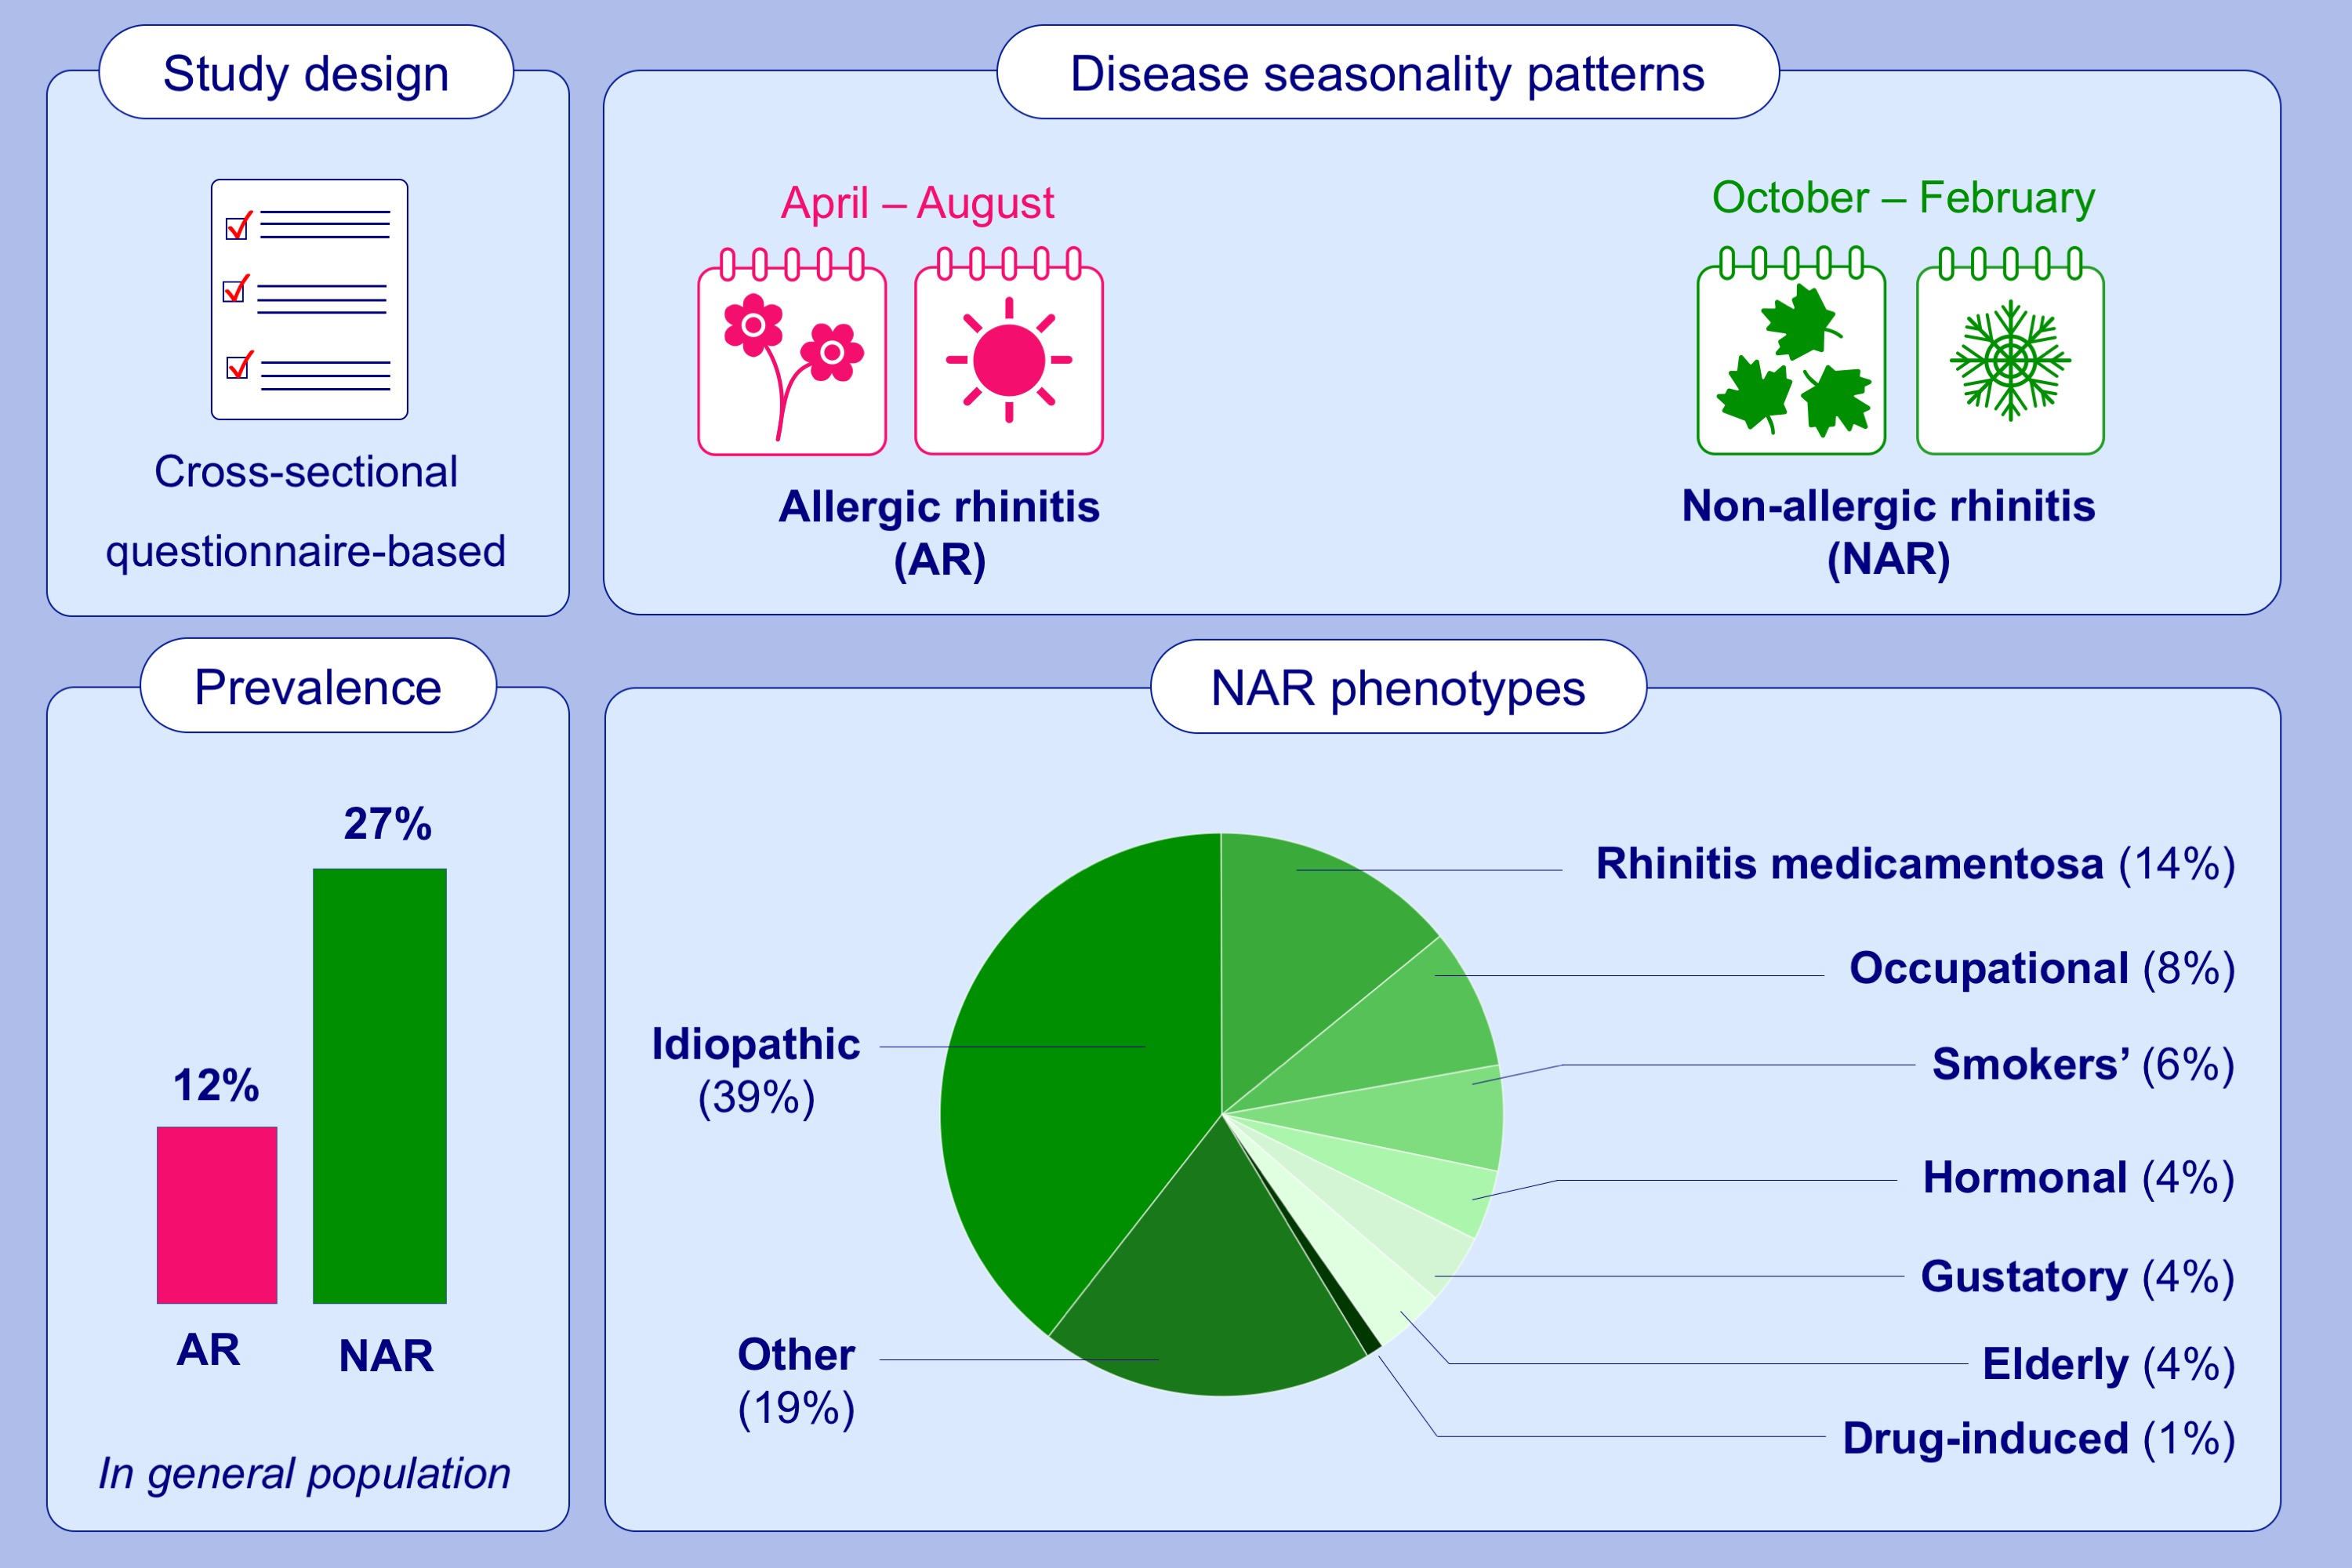 Study design
Cross-sectional
questionnaire-based
Disease seasonality patterns
April – August
Allergic rhinitis
(AR)
October – February
Non-allergic rhinitis
(NAR)
Prevalence
27%
12%
AR
NAR
In general population
NAR phenotypes
Rhinitis medicamentosa (14%)
Occupational (8%)
Smokers’ (6%)
Hormonal (4%)
Gustatory (4%)
Elderly (4%)
Drug-induced (1%)
Idiopathic
(39%)
Other
(19%)